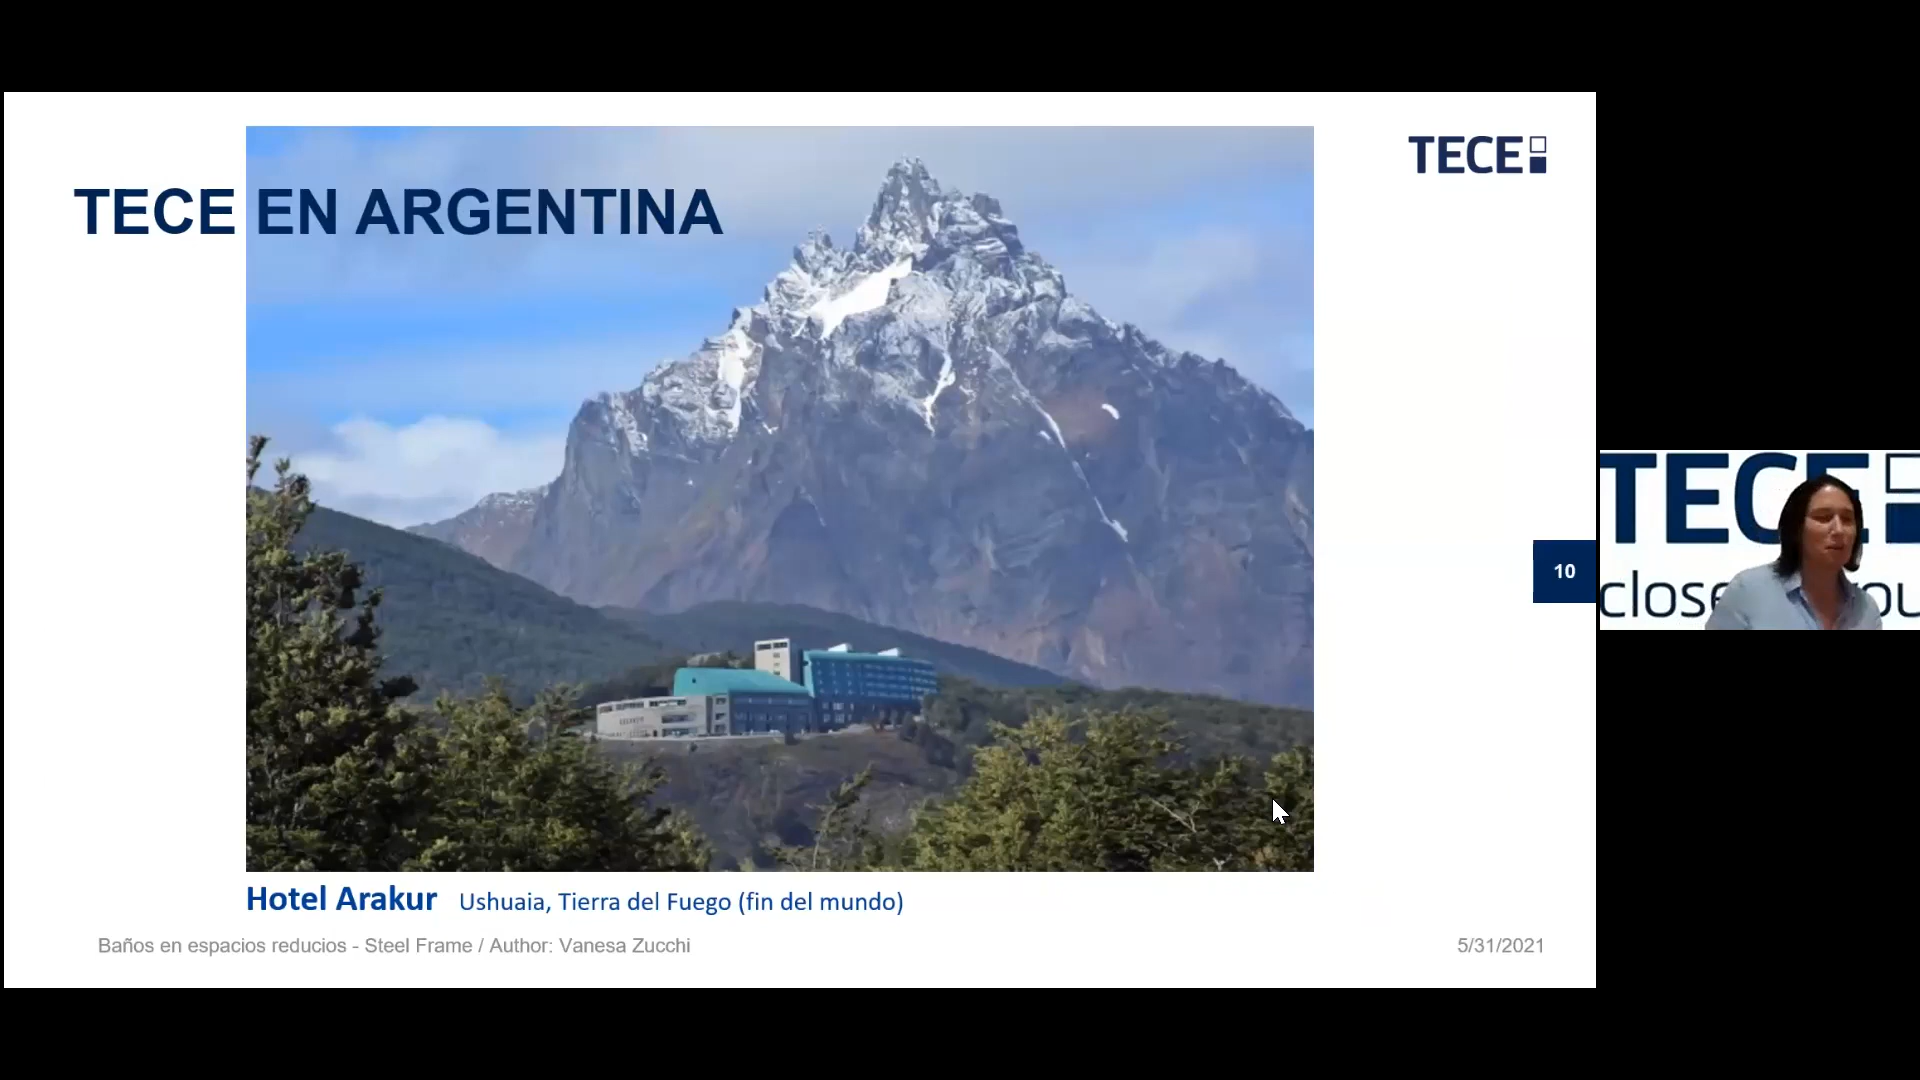 TECE
TECE EN ARGENTINA
10
TECE
close
ou
Hotel Arakur Ushuaia, Tierra del Fuego (fin del mundo)
Baños en espacios reducios - Steel Frame / Author: Vanesa Zucchi
5/31/2021